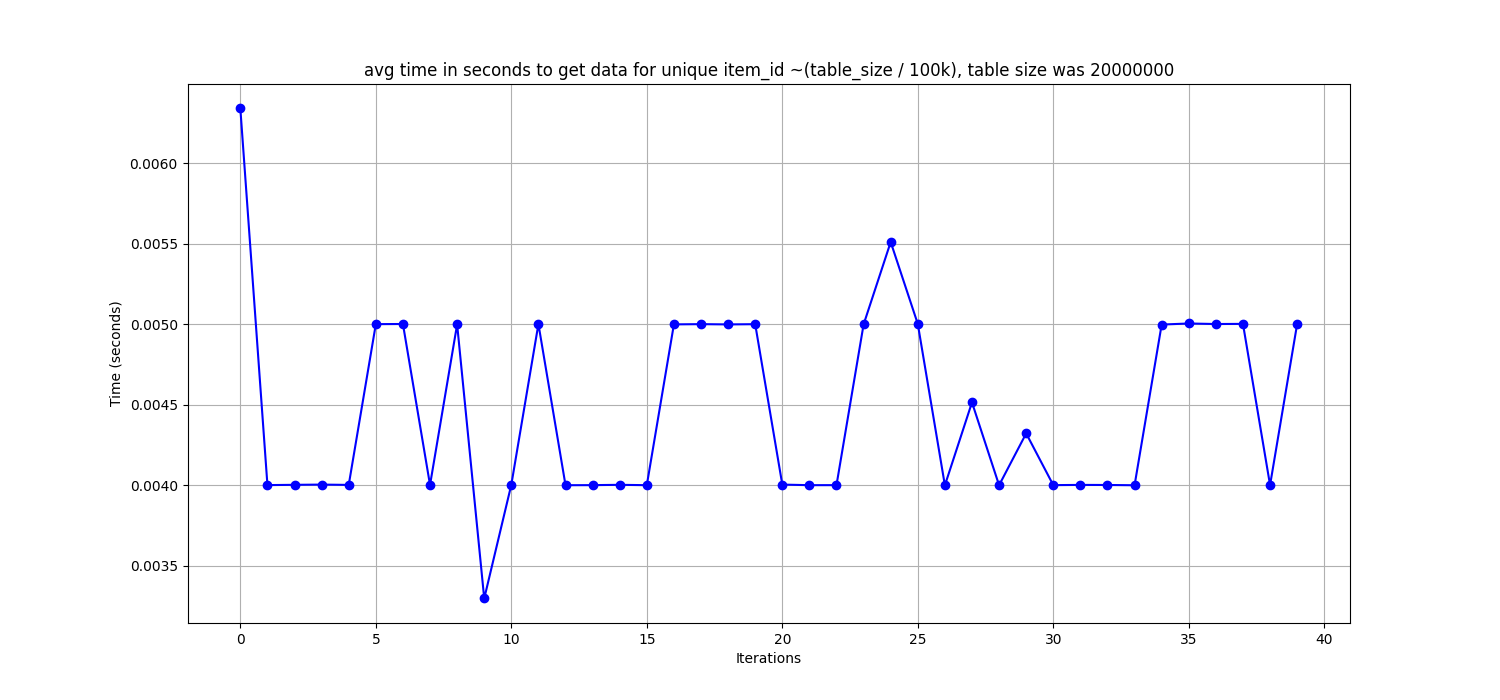 avg time in seconds to get data for unique item_id ~(table_size / 100k), table size was 20000000
0.0060
0.0055
0.0050
0.0045
0.0040
0.0035
Time (seconds)
0 5 10 15 20 25 30 35 40
Iterations